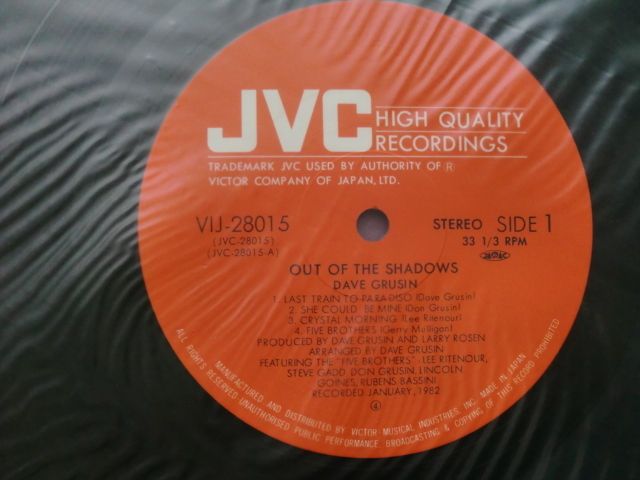 JVC HIGH QUALITY RECORDINGS
TRADEMARK JVC USED BY AUTHORITY OF ®
VICTOR COMPANY OF JAPAN, LTD.
VIJ-28015
(JVC-28015)
(JVC-28015-A)
STEREO SIDE 1
33 1/3 RPM
OUT OF THE SHADOWS
DAVE GRUSIN
1. LAST TRAIN TO PARADISO (Dave Grusin)
2. SHE COULD BE MINE (Don Grusin)
3. CRYSTAL MORNING (Lee Ritenour)
4. FIVE BROTHERS (Gerry Mulligan)
PRODUCED BY DAVE GRUSIN AND LARRY ROSEN
ARRANGED BY DAVE GRUSIN
FEATURING THE "FIVE BROTHERS"-LEE RITENOUR,
STEVE GADD, DON GRUSIN, LINCOLN
GOINES, RUBENS BASSINI
RECORDED JANUARY, 1982
4
MANUFACTURED AND DISTRIBUTED BY VICTOR MUSICAL INDUSTRIES, INC. MADE IN JAPAN
ALL RIGHTS RESERVED UNAUTHORISED PUBLIC PERFORMANCE, BROADCASTING & COPYING OF THIS RECORD PROHIBITED